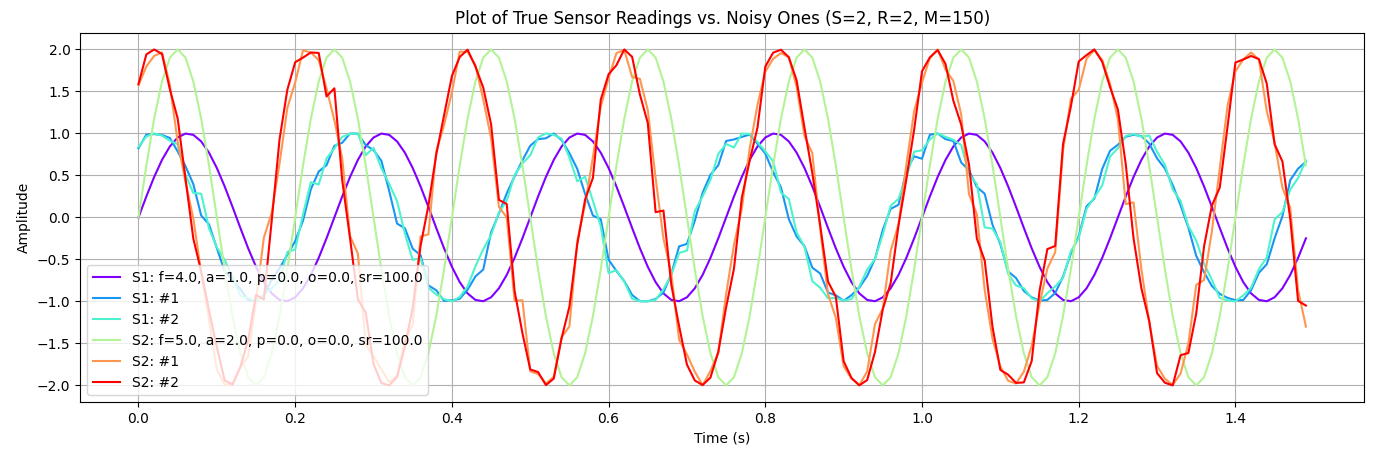 Plot of True Sensor Readings vs. Noisy Ones (S=2, R=2, M=150)
Amplitude
2.0
1.5
1.0
0.5
0.0
−0.5
−1.0
−1.5
−2.0
S1: f=4.0, a=1.0, p=0.0, o=0.0, sr=100.0
S1: #1
S1: #2
S2: f=5.0, a=2.0, p=0.0, o=0.0, sr=100.0
S2: #1
S2: #2
0.0 0.2 0.4 0.6 0.8 1.0 1.2 1.4
Time (s)